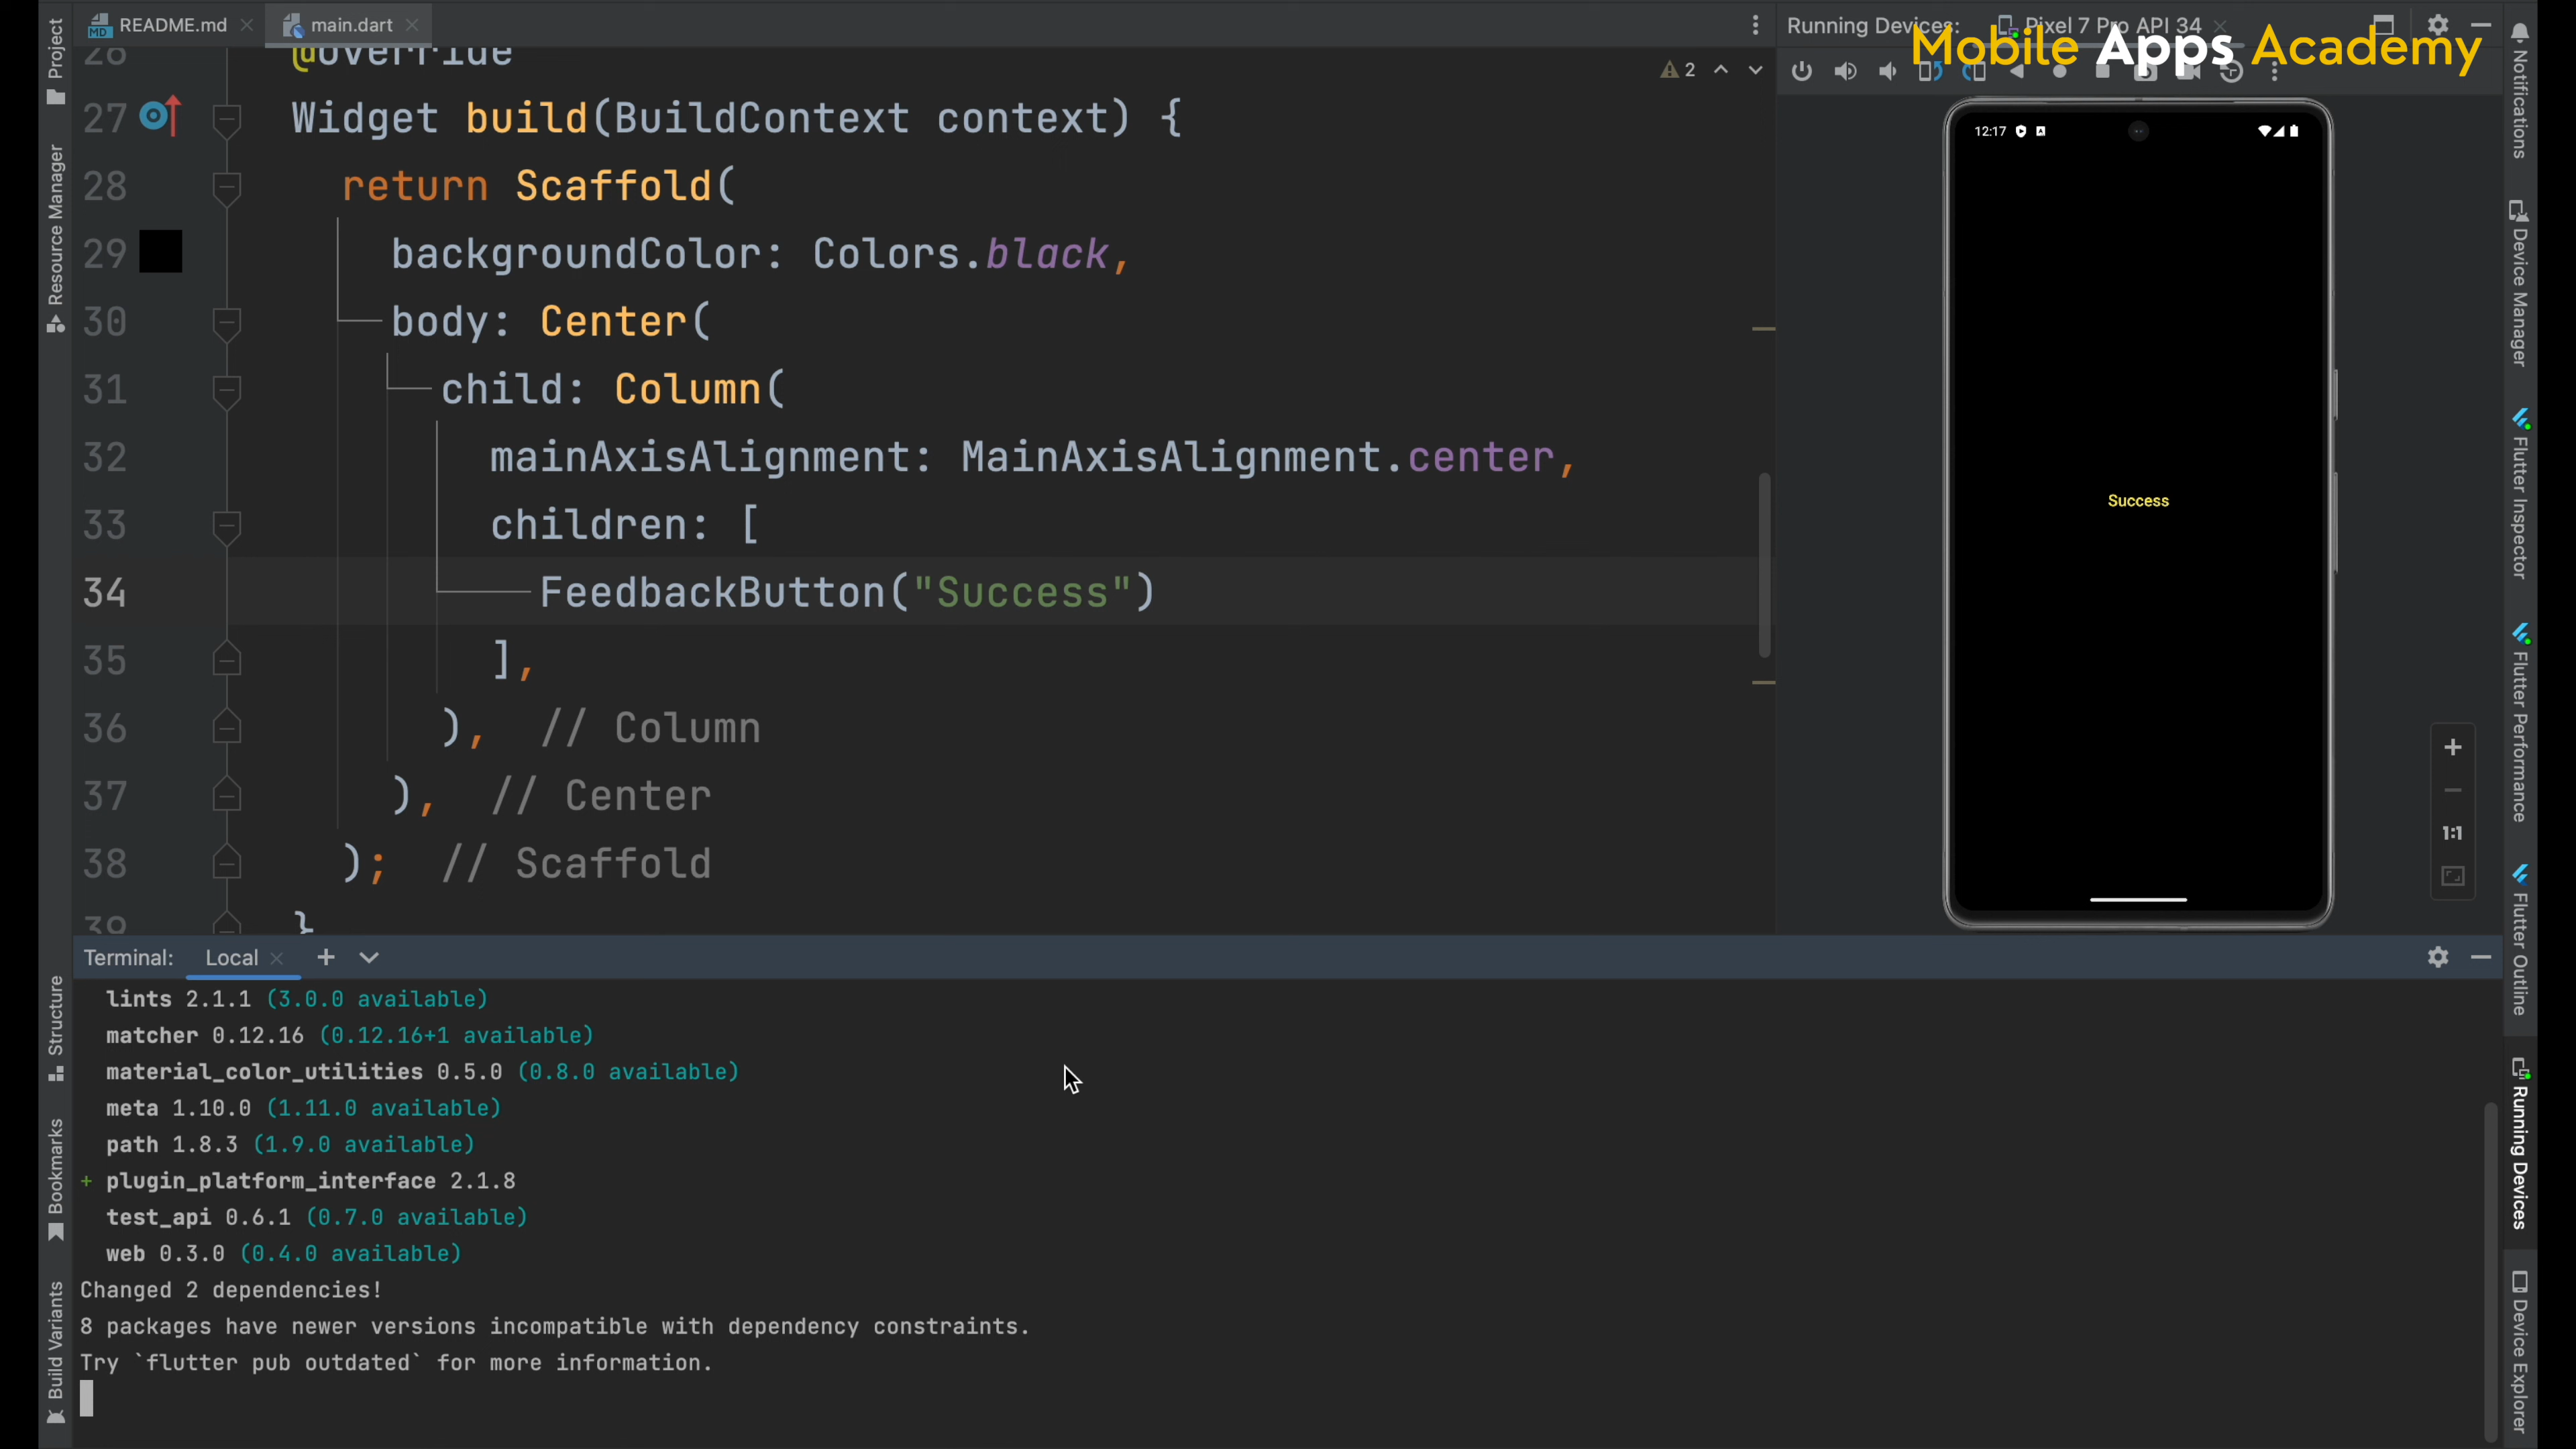 Project
Resource Manager
Structure
Bookmarks
Build Variants
README.md
main.dart
2
26 @override
27 Widget build(BuildContext context) {
28 return Scaffold(
29 backgroundColor: Colors.black,
30 body: Center(
31 child: Column(
32 mainAxisAlignment: MainAxisAlignment.center,
33 children: [
34 FeedbackButton("Success")
35 ],
36 ), // Column
37 ), // Center
38 ); // Scaffold
39 }
Running Devices:
Pixel 7 Pro API 34
Mobile Apps Academy
12:17
Success
1:1
Terminal: Local
lints 2.1.1 (3.0.0 available)
matcher 0.12.16 (0.12.16+1 available)
material_color_utilities 0.5.0 (0.8.0 available)
meta 1.10.0 (1.11.0 available)
path 1.8.3 (1.9.0 available)
+ plugin_platform_interface 2.1.8
test_api 0.6.1 (0.7.0 available)
web 0.3.0 (0.4.0 available)
Changed 2 dependencies!
8 packages have newer versions incompatible with dependency constraints.
Try `flutter pub outdated` for more information.
Notifications
Device Manager
Flutter Inspector
Flutter Performance
Flutter Outline
Running Devices
Device Explorer